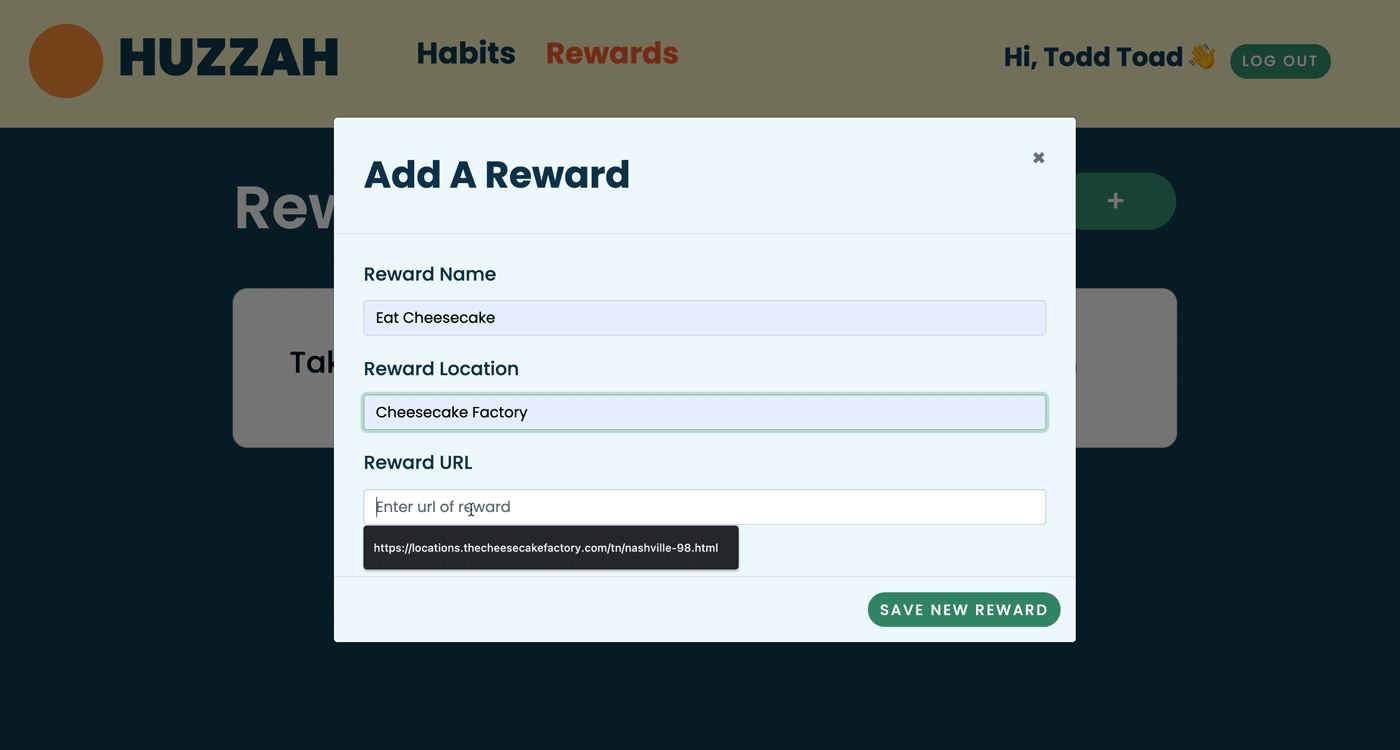 HUZZAH Habits Rewards Hi, Todd Toad 👋 LOG OUT
Add A Reward ✖
Rew +
Reward Name
Eat Cheesecake
Tak
Reward Location
Cheesecake Factory
Reward URL
Enter url of reward
https://locations.thecheesecakefactory.com/tn/nashville-98.html
SAVE NEW REWARD